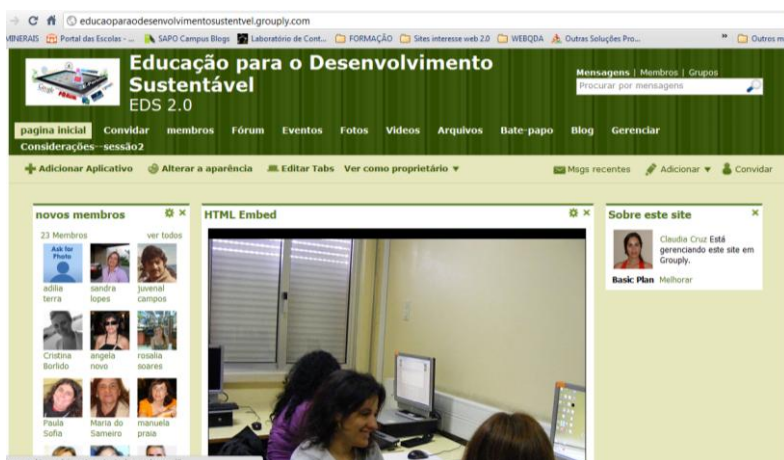 educaoparaodesenvolvimentosustentvel.grouply.com
MINERAIS Portal das Escolas - ... SAPO Campus Blogs Laboratório de Cont... FORMAÇÃO Sites interesse web 2.0 WEBQDA Outras Soluções Pro... » Outros m
Educação para o Desenvolvimento
Sustentável
EDS 2.0
Mensagens | Membros | Grupos
Procurar por mensagens
pagina inicial Convidar membros Fórum Eventos Fotos Videos Arquivos Bate-papo Blog Gerenciar
Considerações--sessão2
Adicionar Aplicativo Alterar a aparência Editar Tabs Ver como proprietário ▼ Msgs recentes Adicionar ▼ Convidar
novos membros
23 Membros ver todos
Ask for
Photo
adilia
terra
sandra
lopes
juvenal
campos
Cristina
Borlido
angela
novo
rosalia
soares
Paula
Sofia
Maria do
Sameiro
manuela
praia
HTML Embed
Sobre este site
Claudia Cruz Está
gerenciando este site em
Grouply.
Basic Plan Melhorar